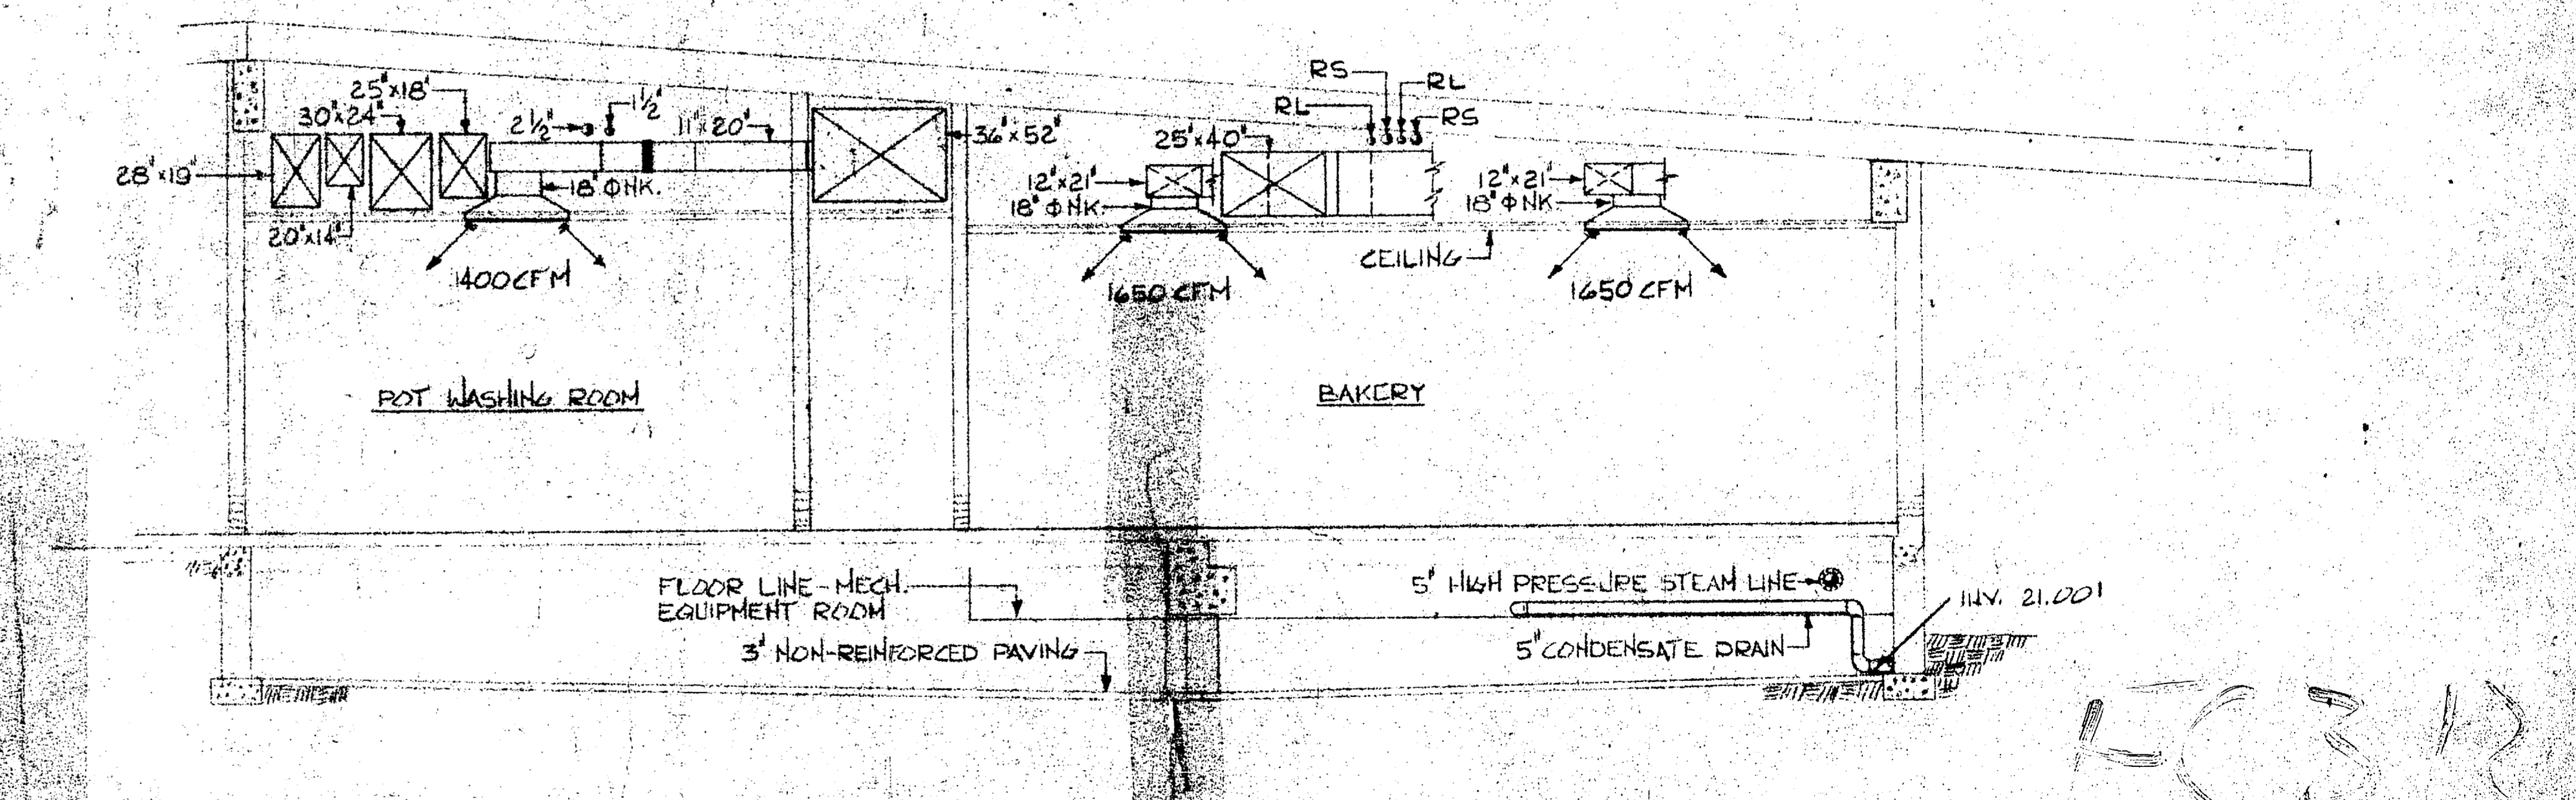 RS
RL
RL
RS
25"x18"
30"x24"
2½"
1½"
11"x20"
36"x52"
25"x40"
28"x19"
18"ΦNK.
20"x14"
12"x21"
18"ΦNK.
12"x21"
18"ΦNK
CEILING
1400CFM
1650 CFM
1650 CFM
POT WASHING ROOM
BAKERY
FLOOR LINE-MECH.
EQUIPMENT ROOM
5" HIGH PRESSURE STEAM LINE
INV. 21.00'
3" NON-REINFORCED PAVING
5" CONDENSATE DRAIN